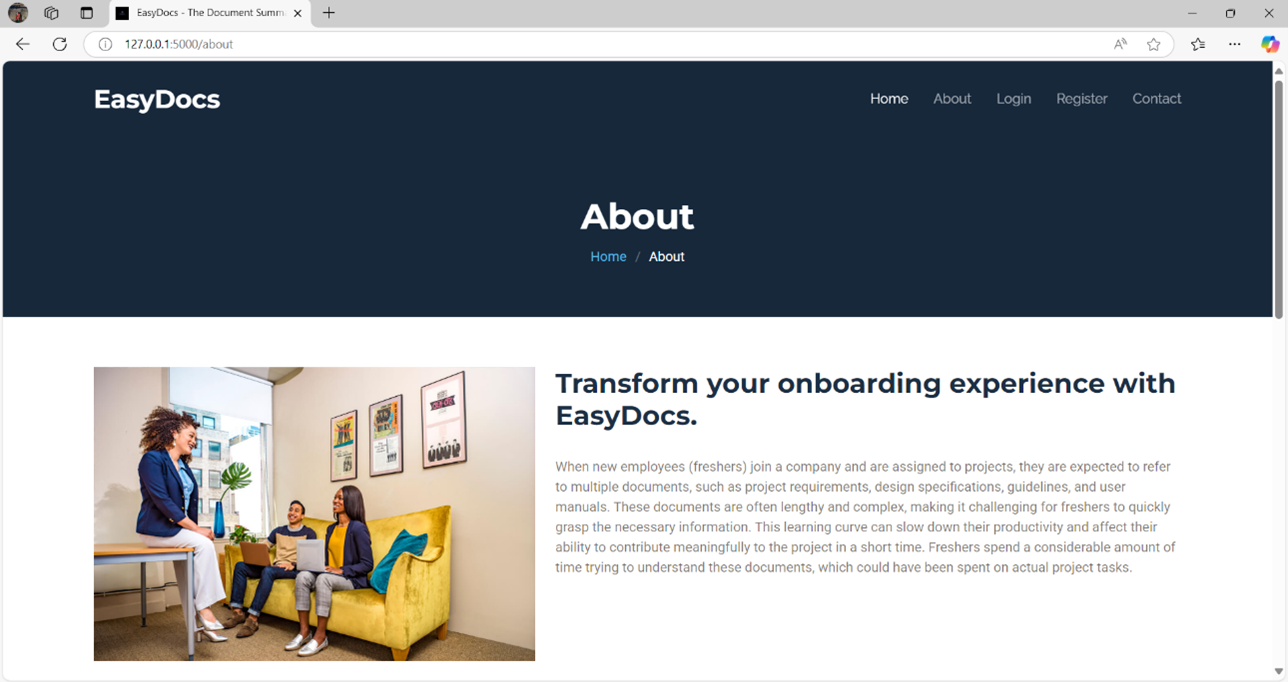 EasyDocs - The Document Summ
127.0.0.1:5000/about
EasyDocs
Home About Login Register Contact
About
Home / About
Transform your onboarding experience with
EasyDocs.
When new employees (freshers) join a company and are assigned to projects, they are expected to refer
to multiple documents, such as project requirements, design specifications, guidelines, and user
manuals. These documents are often lengthy and complex, making it challenging for freshers to quickly
grasp the necessary information. This learning curve can slow down their productivity and affect their
ability to contribute meaningfully to the project in a short time. Freshers spend a considerable amount of
time trying to understand these documents, which could have been spent on actual project tasks.